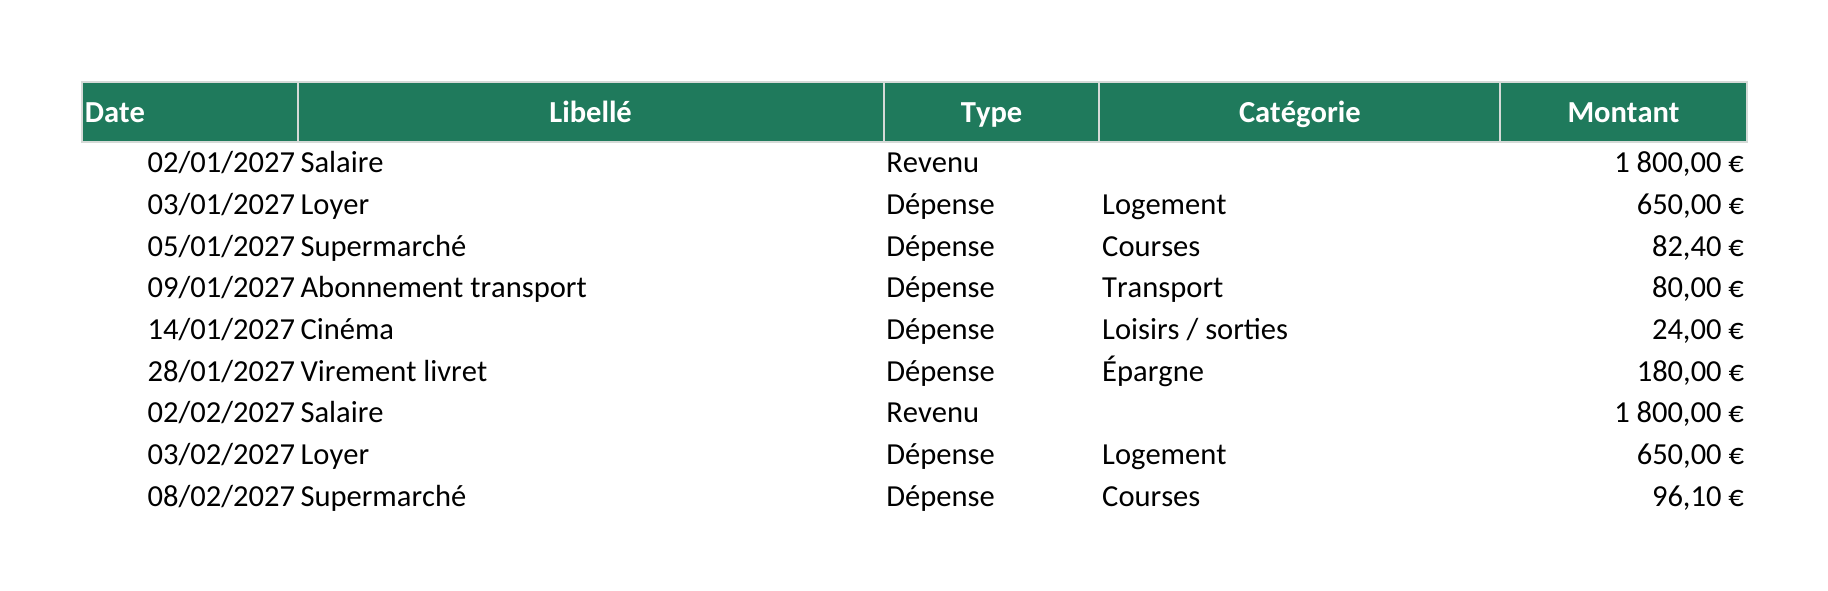 Date Libellé Type Catégorie Montant
02/01/2027 Salaire Revenu 1 800,00 €
03/01/2027 Loyer Dépense Logement 650,00 €
05/01/2027 Supermarché Dépense Courses 82,40 €
09/01/2027 Abonnement transport Dépense Transport 80,00 €
14/01/2027 Cinéma Dépense Loisirs / sorties 24,00 €
28/01/2027 Virement livret Dépense Épargne 180,00 €
02/02/2027 Salaire Revenu 1 800,00 €
03/02/2027 Loyer Dépense Logement 650,00 €
08/02/2027 Supermarché Dépense Courses 96,10 €